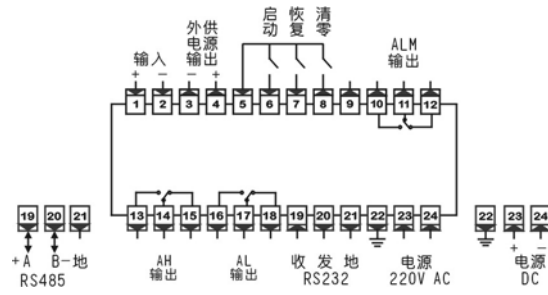 外供
电源
输出
输入
+ − − +
启动 恢复 清零
ALM
输出
1 2 3 4 5 6 7 8 9 10 11 12
13 14 15 16 17 18 19 20 21 22 23 24
AH
输出
AL
输出
收 发 地
RS232
电源
220V AC
19 20 21
+A B−地
RS485
22 23 24
+ −
电源
DC